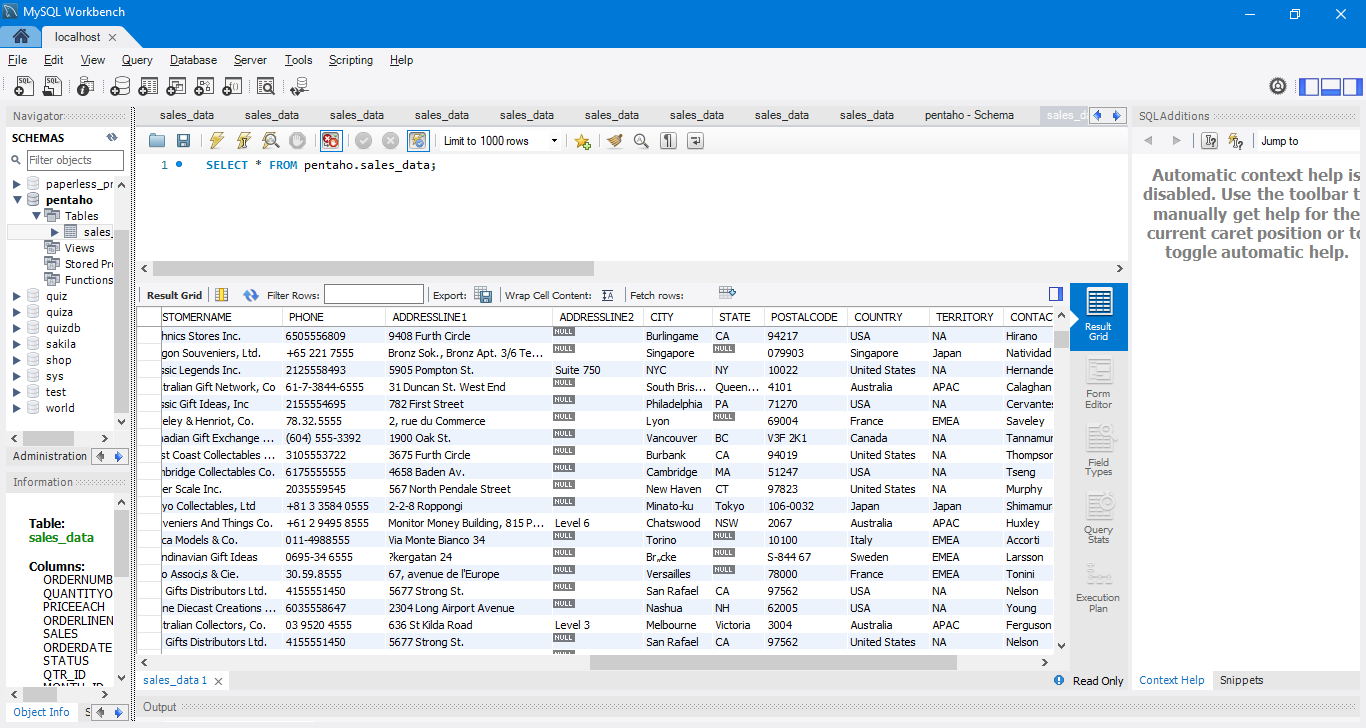 MySQL Workbench
localhost
File Edit View Query Database Server Tools Scripting Help
Navigator
SCHEMAS
Filter objects
paperless_pr
pentaho
Tables
sales_
Views
Stored Pr
Functions
quiz
quiza
quizdb
sakila
shop
sys
test
world
Administration
Information
Table:
sales_data
Columns:
ORDERNUMB
QUANTITYO
PRICEEACH
ORDERLINEN
SALES
ORDERDATE
STATUS
QTR_ID
MONTH_ID
Object Info S
sales_data sales_data sales_data sales_data sales_data sales_data sales_data sales_data sales_data pentaho - Schema sales_da
Limit to 1000 rows
1 SELECT * FROM pentaho.sales_data;
Result Grid Filter Rows: Export: Wrap Cell Content: Fetch rows:
STOMERNAME PHONE ADDRESSLINE1 ADDRESSLINE2 CITY STATE POSTALCODE COUNTRY TERRITORY CONTAC
hnics Stores Inc. 6505556809 9408 Furth Circle NULL Burlingame CA 94217 USA NA Hirano
gon Souveniers, Ltd. +65 221 7555 Bronz Sok., Bronz Apt. 3/6 Te... NULL Singapore NULL 079903 Singapore Japan Natividad
ssic Legends Inc. 2125558493 5905 Pompton St. Suite 750 NYC NY 10022 United States NA Hernande
tralian Gift Network, Co 61-7-3844-6555 31 Duncan St. West End NULL South Bris... Queen... 4101 Australia APAC Calaghan
ssic Gift Ideas, Inc 2155554695 782 First Street NULL Philadelphia PA 71270 USA NA Cervantes
eley & Henriot, Co. 78.32.5555 2, rue du Commerce NULL Lyon NULL 69004 France EMEA Saveley
nadian Gift Exchange ... (604) 555-3392 1900 Oak St. NULL Vancouver BC V3F 2K1 Canada NA Tannamur
st Coast Collectables ... 3105553722 3675 Furth Circle NULL Burbank CA 94019 United States NA Thompson
mbridge Collectables Co. 6175555555 4658 Baden Av. NULL Cambridge MA 51247 USA NA Tseng
er Scale Inc. 2035559545 567 North Pendale Street NULL New Haven CT 97823 United States NA Murphy
yo Collectables, Ltd +81 3 3584 0555 2-2-8 Roppongi NULL Minato-ku Tokyo 106-0032 Japan Japan Shimamur
veniers And Things Co. +61 2 9495 8555 Monitor Money Building, 815 P... Level 6 Chatswood NSW 2067 Australia APAC Huxley
ca Models & Co. 011-4988555 Via Monte Bianco 34 NULL Torino NULL 10100 Italy EMEA Accorti
ndinavian Gift Ideas 0695-34 6555 ?kergatan 24 NULL Br„cke NULL S-844 67 Sweden EMEA Larsson
o Associ‚s & Cie. 30.59.8555 67, avenue de l'Europe NULL Versailles NULL 78000 France EMEA Tonini
Gifts Distributors Ltd. 4155551450 5677 Strong St. NULL San Rafael CA 97562 USA NA Nelson
ne Diecast Creations ... 6035558647 2304 Long Airport Avenue NULL Nashua NH 62005 USA NA Young
tralian Collectors, Co. 03 9520 4555 636 St Kilda Road Level 3 Melbourne Victoria 3004 Australia APAC Ferguson
Gifts Distributors Ltd. 4155551450 5677 Strong St. NULL San Rafael CA 97562 United States NA Nelson
NULL
sales_data 1
Read Only
Output
Result
Grid
Form
Editor
Field
Types
Query
Stats
Execution
Plan
SQLAdditions
Jump to
Automatic context help is
disabled. Use the toolbar t
manually get help for the
current caret position or to
toggle automatic help.
Context Help Snippets